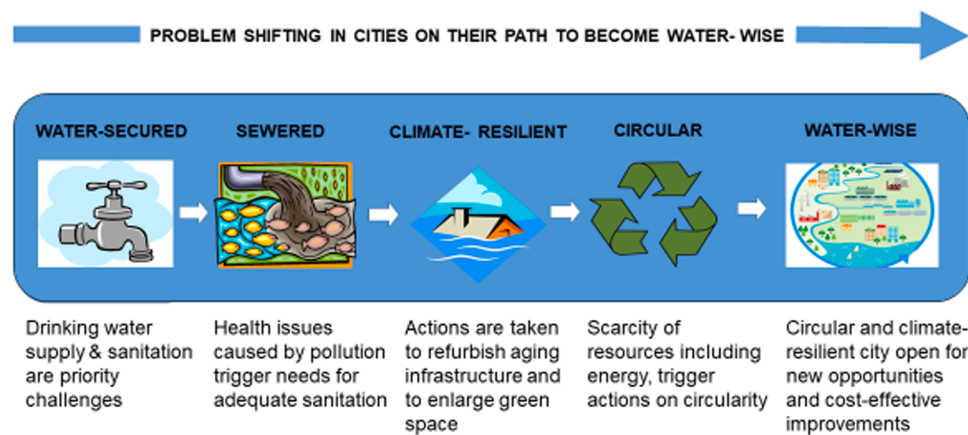 PROBLEM SHIFTING IN CITIES ON THEIR PATH TO BECOME WATER- WISE
WATER-SECURED
SEWERED
CLIMATE- RESILIENT
CIRCULAR
WATER-WISE
Drinking water
supply & sanitation
are priority
challenges
Health issues
caused by pollution
trigger needs for
adequate sanitation
Actions are taken
to refurbish aging
infrastructure and
to enlarge green
space
Scarcity of
resources including
energy, trigger
actions on circularity
Circular and climate-
resilient city open for
new opportunities
and cost-effective
improvements